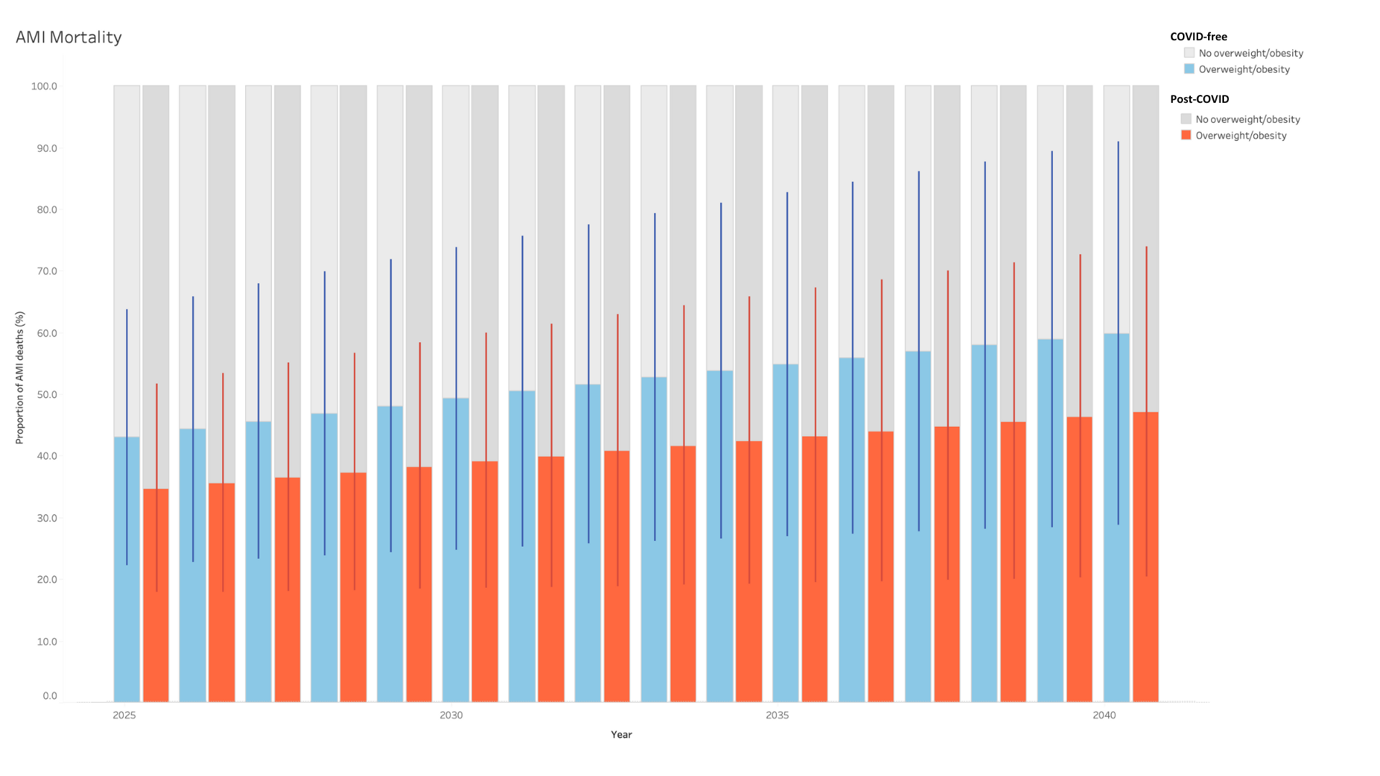 AMI Mortality
COVID-free
No overweight/obesity
Overweight/obesity
Post-COVID
No overweight/obesity
Overweight/obesity
Proportion of AMI deaths (%)
100.0
90.0
80.0
70.0
60.0
50.0
40.0
30.0
20.0
10.0
0.0
2025 2030 2035 2040
Year